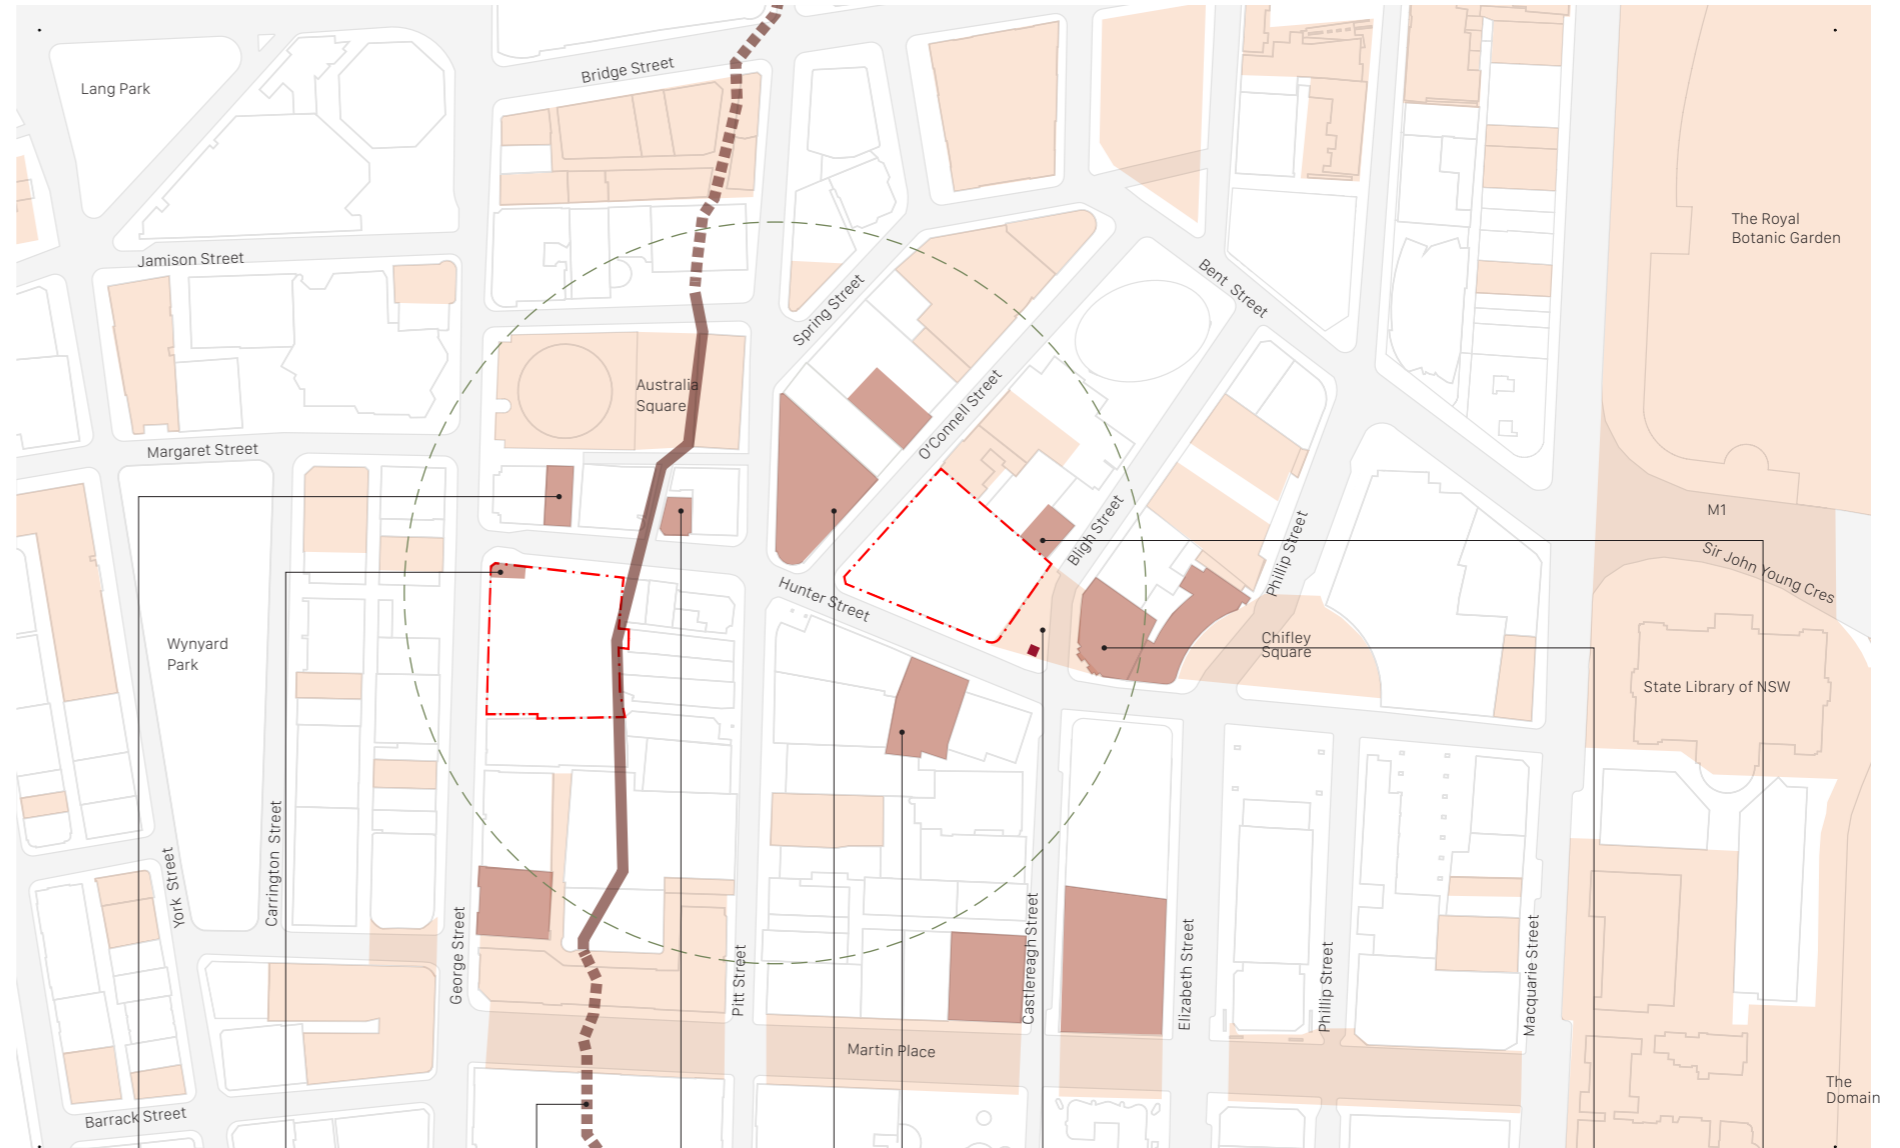 Bridge Street
Lang Park
The Royal
Botanic Garden
Jamison Street
Bent Street
Spring Street
Australia
Square
O'Connell Street
Margaret Street
M1
Bligh Street
Phillip Street
Sir John Young Cres
Hunter Street
Wynyard
Park
Chifley
Square
State Library of NSW
York Street
Carrington Street
George Street
Pitt Street
Castlereagh Street
Elizabeth Street
Phillip Street
Macquarie Street
Martin Place
The
Domain
Barrack Street